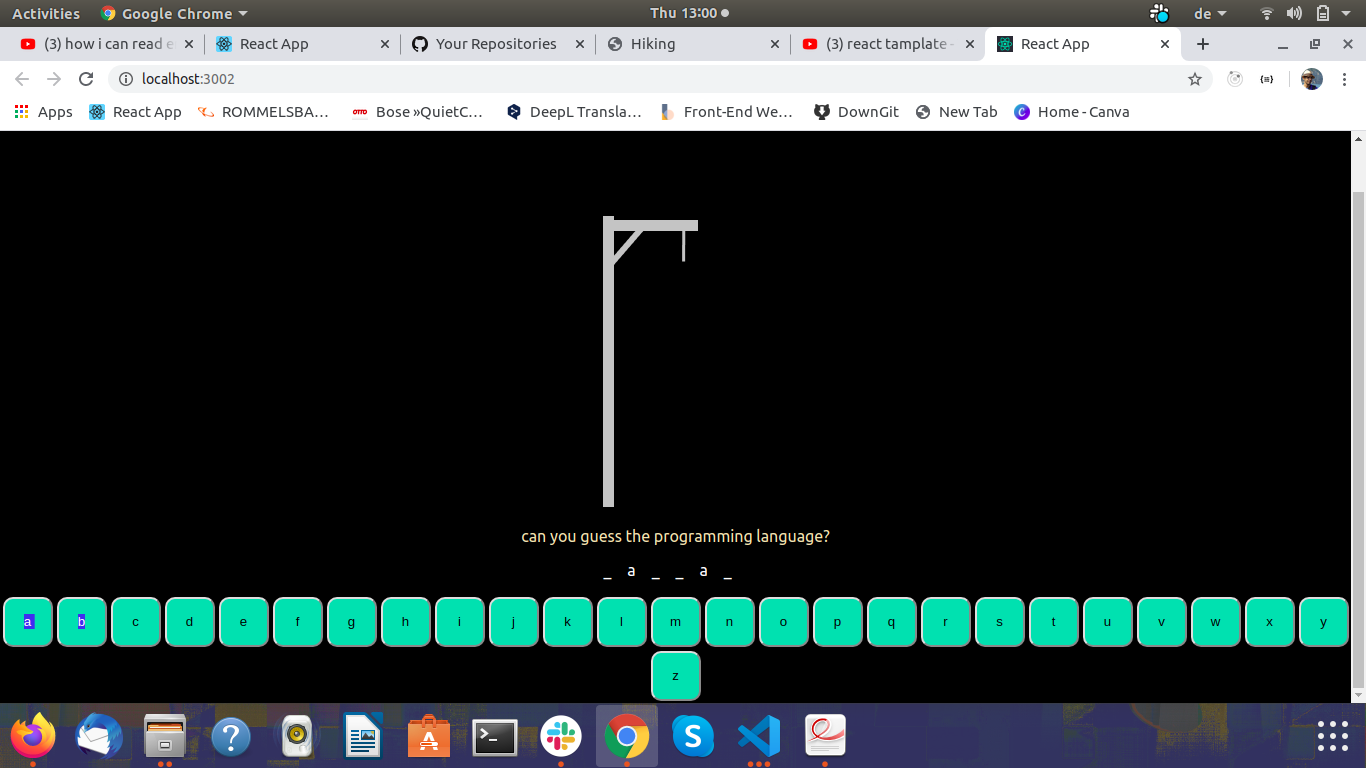 Activities Google Chrome Thu 13:00 de
(3) how i can read e React App Your Repositories Hiking (3) react tamplate - React App
localhost:3002
Apps React App ROMMELSBA… Bose »QuietC… DeepL Transla… Front-End We… DownGit New Tab Home - Canva
can you guess the programming language?
_ a _ _ a _
a b c d e f g h i j k l m n o p q r s t u v w x y
z